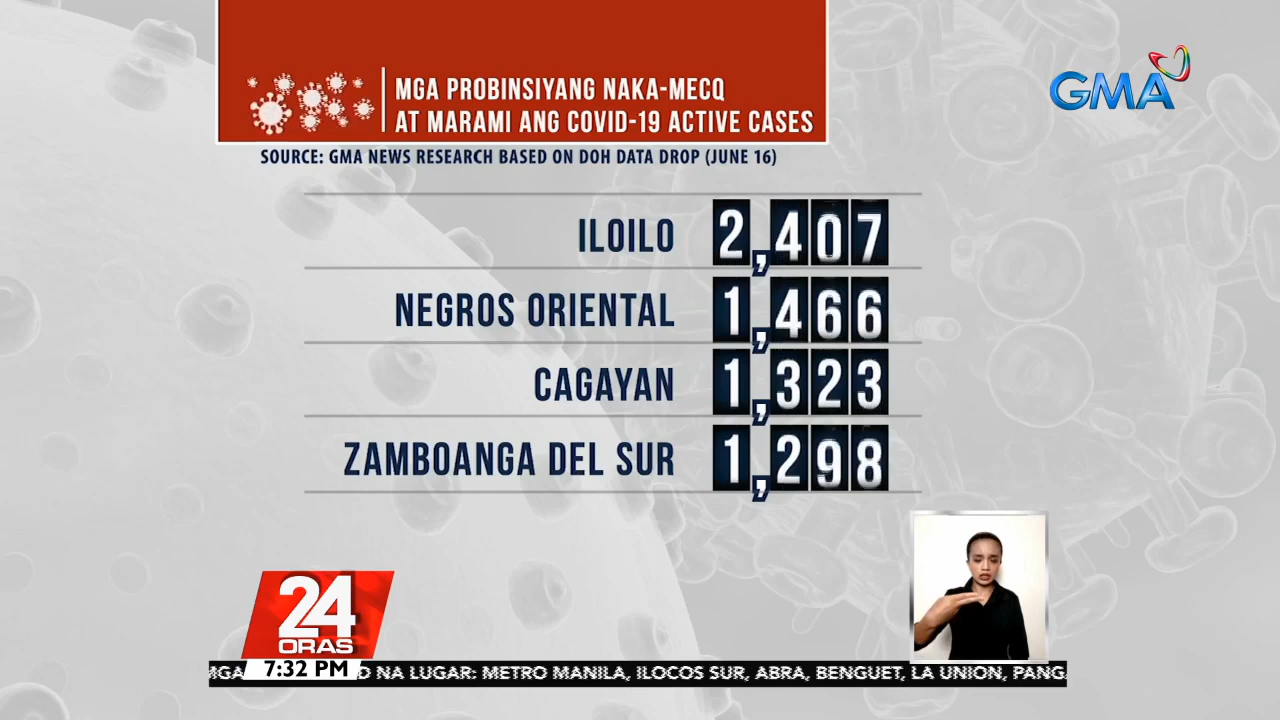 MGA PROBINSIYANG NAKA-MECQ
AT MARAMI ANG COVID-19 ACTIVE CASES
GMA
SOURCE: GMA NEWS RESEARCH BASED ON DOH DATA DROP (JUNE 16)
ILOILO 2,407
NEGROS ORIENTAL 1,466
CAGAYAN 1,323
ZAMBOANGA DEL SUR 1,298
24
ORAS
7:32 PM
MGA NA LUGAR: METRO MANILA, ILOCOS SUR, ABRA, BENGUET, LA UNION,